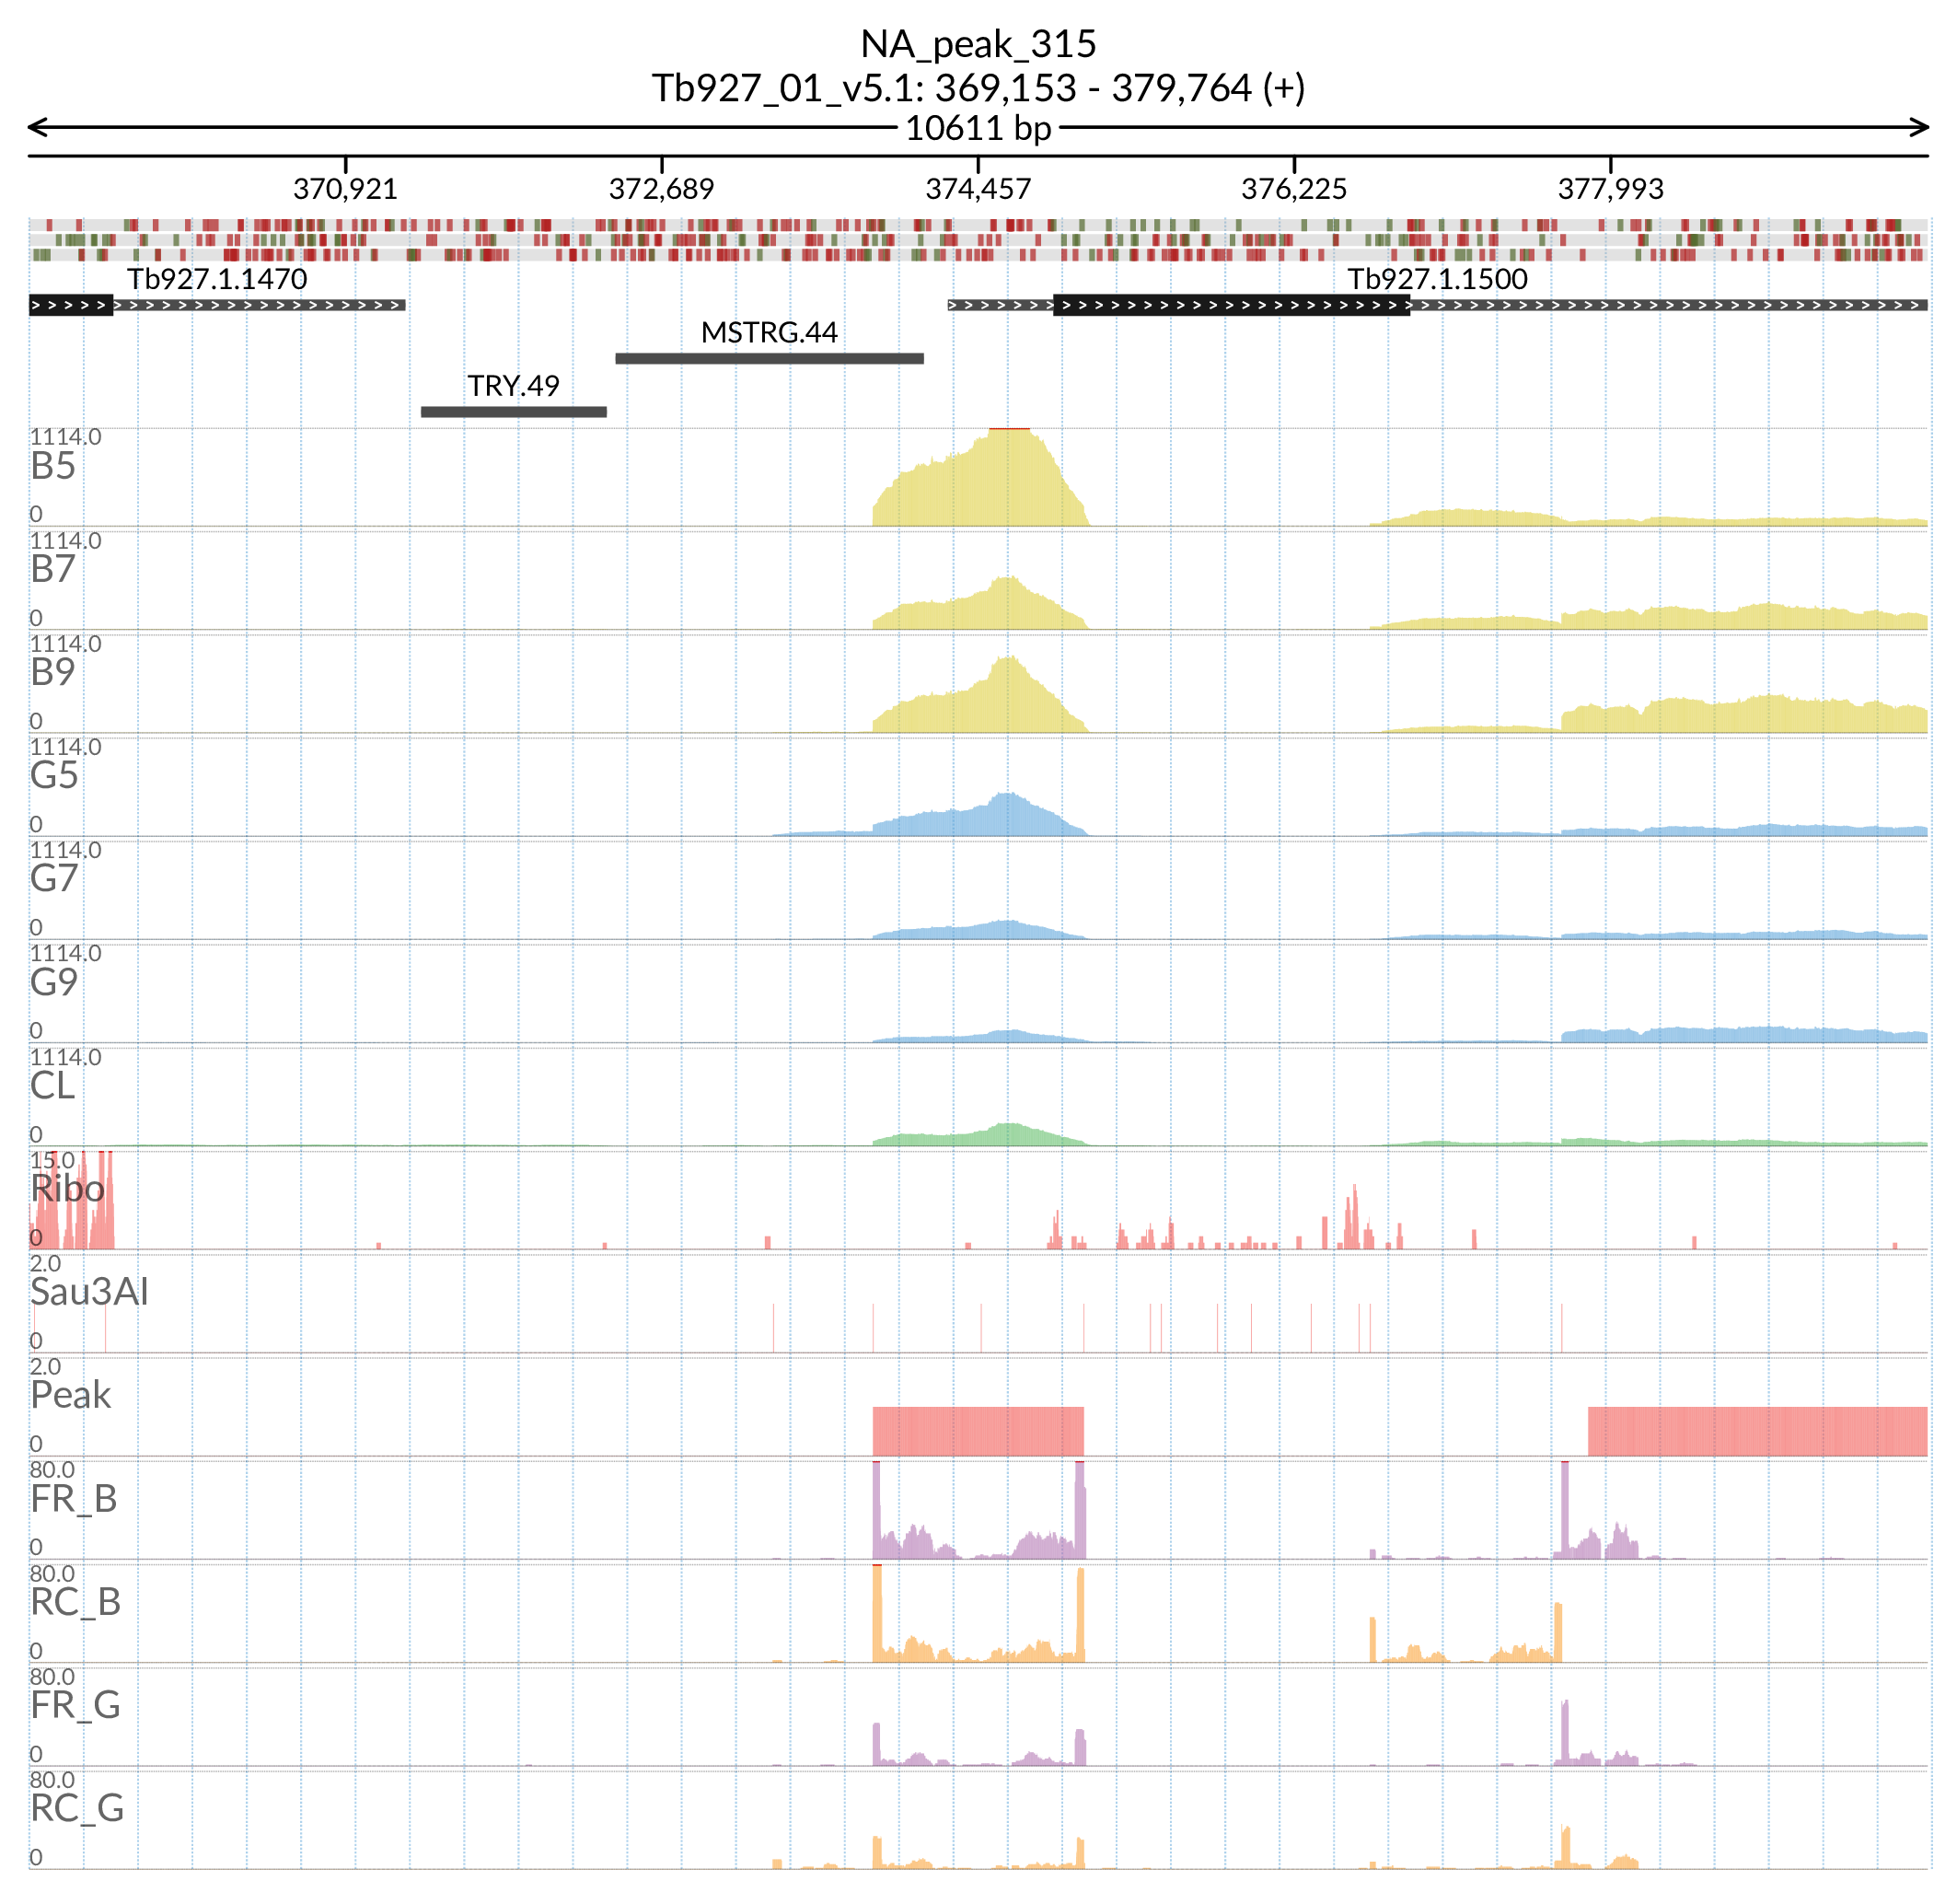 NA_peak_315
Tb927_01_v5.1: 369,153 - 379,764 (+)
10611 bp
370,921 372,689 374,457 376,225 377,993
Tb927.1.1470 Tb927.1.1500
MSTRG.44
TRY.49
1114.0
B5
0
1114.0
B7
0
1114.0
B9
0
1114.0
G5
0
1114.0
G7
0
1114.0
G9
0
1114.0
CL
0
15.0
Ribo
0
2.0
Sau3AI
0
2.0
Peak
0
80.0
FR_B
0
80.0
RC_B
0
80.0
FR_G
0
80.0
RC_G
0